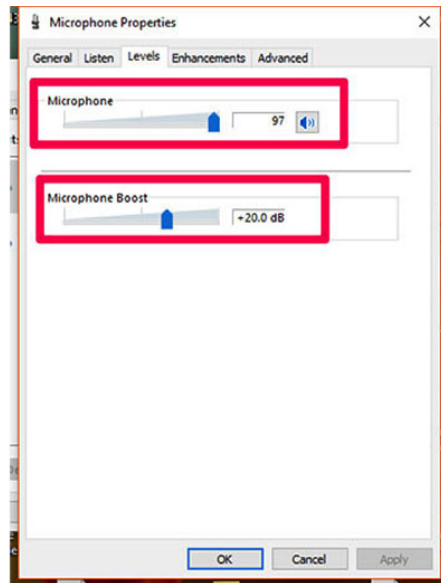 Microphone Properties
General Listen Levels Enhancements Advanced
Microphone
97
Microphone Boost
+20.0 dB
OK Cancel Apply